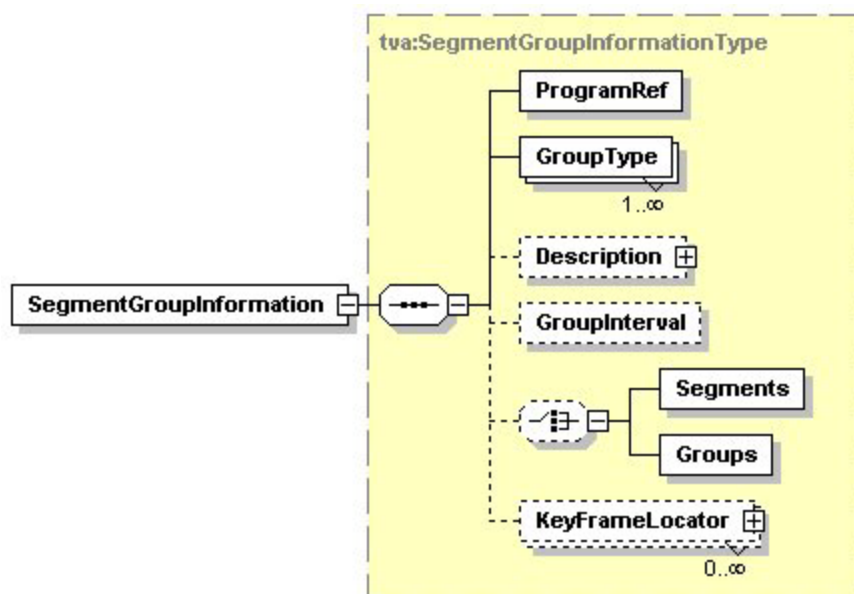 tva:SegmentGroupInformationType
ProgramRef
GroupType
1..∞
Description
SegmentGroupInformation
GroupInterval
Segments
Groups
KeyFrameLocator
0..∞